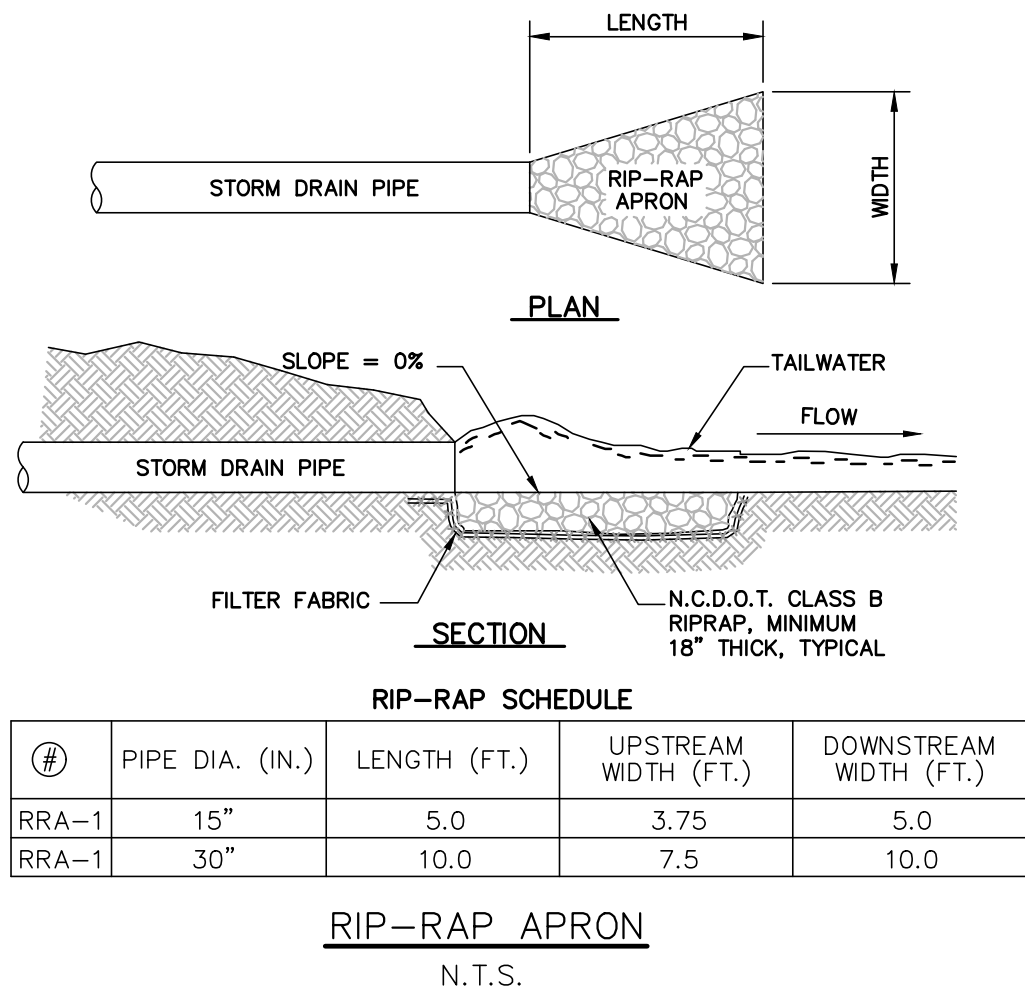 LENGTH
STORM DRAIN PIPE
RIP-RAP
APRON
WIDTH
PLAN
SLOPE = 0%
TAILWATER
FLOW
STORM DRAIN PIPE
FILTER FABRIC
N.C.D.O.T. CLASS B
RIPRAP, MINIMUM
18" THICK, TYPICAL
SECTION
RIP-RAP SCHEDULE
# PIPE DIA. (IN.) LENGTH (FT.) UPSTREAM WIDTH (FT.) DOWNSTREAM WIDTH (FT.)
RRA-1 15" 5.0 3.75 5.0
RRA-1 30" 10.0 7.5 10.0
RIP-RAP APRON
N.T.S.